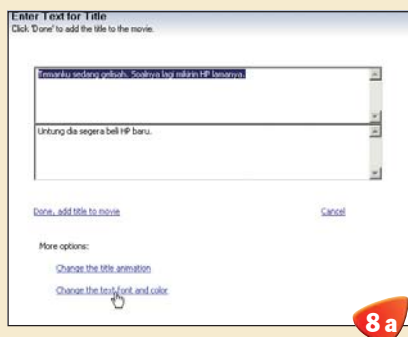 Enter Text for Title
Click 'Done' to add the title to the movie.
Temanku sedang gelisah. Soalnya lagi mikirin HP lamanya.
Untung dia segera beli HP baru.
Done, add title to movie
Cancel
More options:
Change the title animation
Change the text font and color
8a